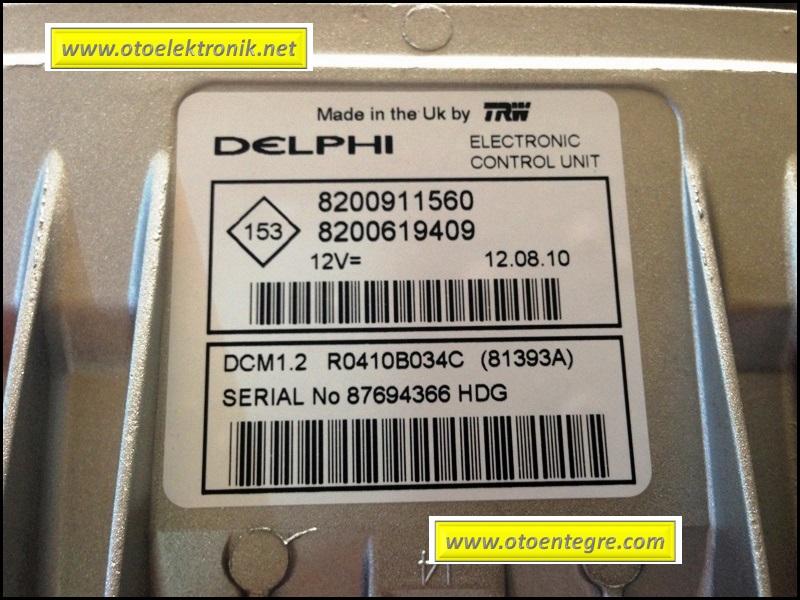 www.otoelektronik.net
Made in the Uk by TRW
DELPHI
ELECTRONIC
CONTROL UNIT
153
8200911560
8200619409
12V=
12.08.10
DCM1.2 R0410B034C (81393A)
SERIAL No 87694366 HDG
www.otoentegre.com